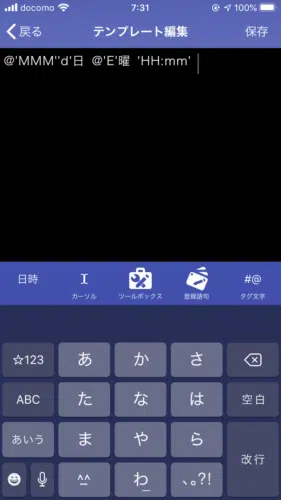 docomo 7:31 100%
戻る テンプレート編集 保存
@'MMM''d'日 @'E'曜 'HH:mm'
日時 カーソル ツールボックス 登録語句 #@ タグ文字
☆123 あ か さ
ABC た な は 空白
あいう ま や ら
^^ わ 、。?! 改行